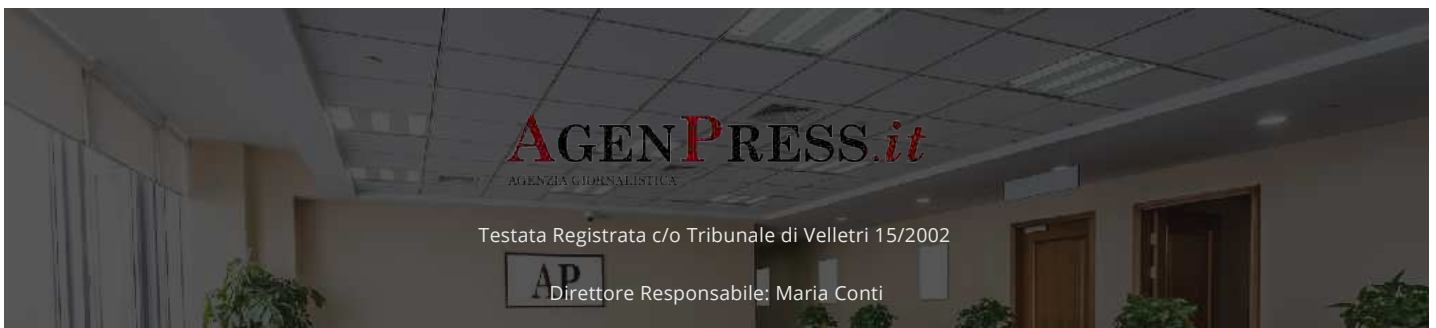 AGENPRESS.it
AGENZIA GIORNALISTICA
Testata Registrata c/o Tribunale di Velletri 15/2002
AP
Direttore Responsabile: Maria Conti